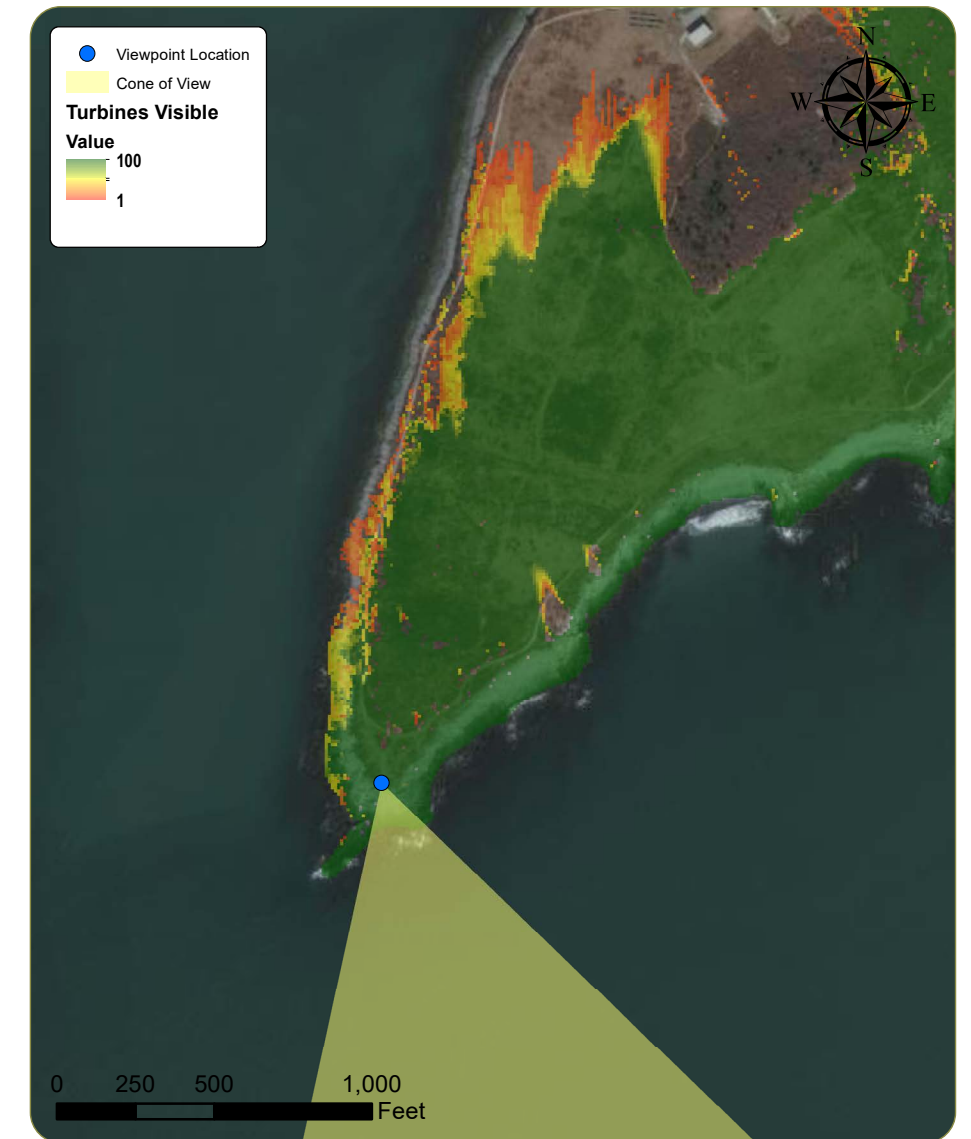 Viewpoint Location
Cone of View
Turbines Visible
Value
100
1
N
W
E
S
0 250 500 1,000
Feet